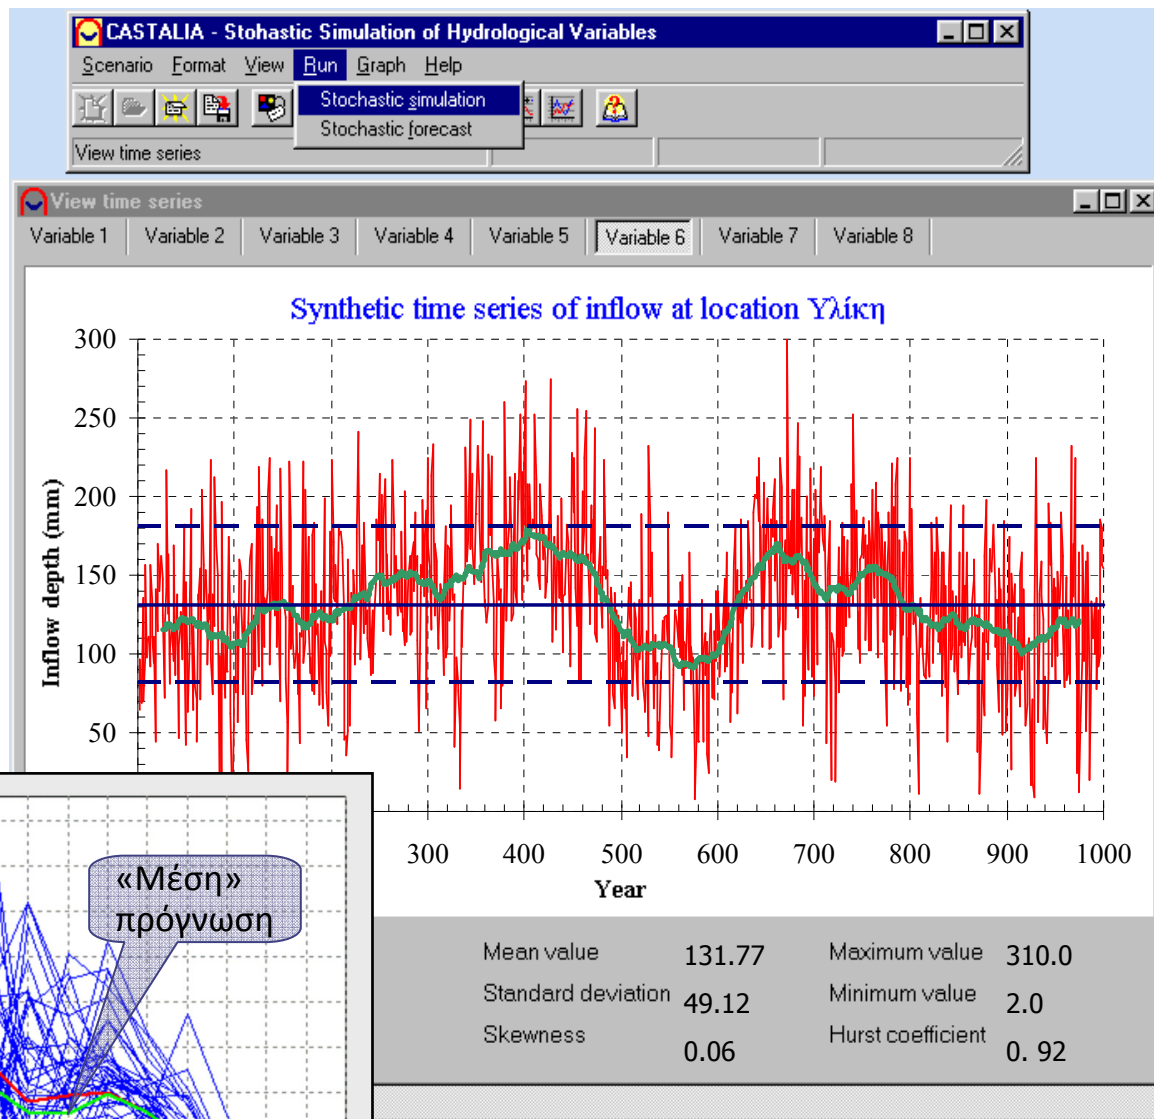 CASTALIA - Stohastic Simulation of Hydrological Variables
Scenario Format View Run Graph Help
Stochastic simulation
Stochastic forecast
View time series
View time series
Variable 1 Variable 2 Variable 3 Variable 4 Variable 5 Variable 6 Variable 7 Variable 8
Synthetic time series of inflow at location Υλίκη
300
250
200
150
100
50
Inflow depth (mm)
300 400 500 600 700 800 900 1000
Year
«Μέση»
πρόγνωση
Mean value 131.77 Maximum value 310.0
Standard deviation 49.12 Minimum value 2.0
Skewness 0.06 Hurst coefficient 0. 92